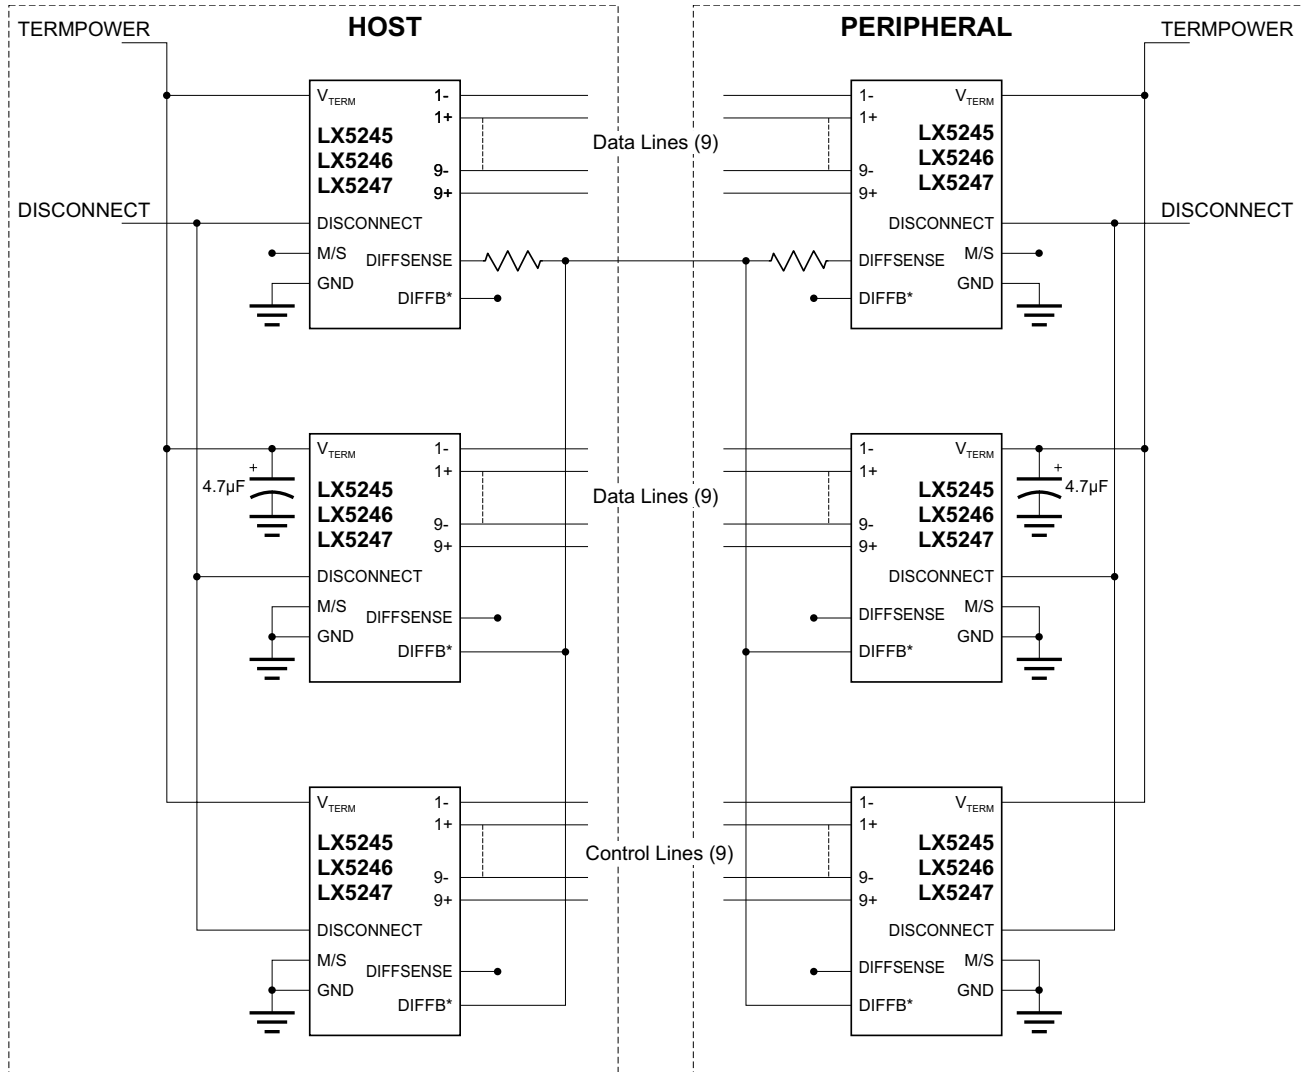 HOST
PERIPHERAL
TERMPOWER
TERMPOWER
VTERM
1-
1+
LX5245
LX5246
LX5247
9-
9+
DISCONNECT
DISCONNECT
M/S
DIFFSENSE
GND
DIFFB*
Data Lines (9)
1-
VTERM
1+
LX5245
LX5246
LX5247
9-
9+
DISCONNECT
DISCONNECT
DIFFSENSE
M/S
GND
DIFFB*
VTERM
1-
1+
+
4.7µF
LX5245
LX5246
LX5247
9-
9+
DISCONNECT
M/S
DIFFSENSE
GND
DIFFB*
Data Lines (9)
1-
VTERM
1+
+
4.7µF
LX5245
LX5246
LX5247
9-
9+
DISCONNECT
M/S
DIFFSENSE
GND
DIFFB*
VTERM
1-
1+
LX5245
LX5246
LX5247
9-
9+
DISCONNECT
M/S
DIFFSENSE
GND
DIFFB*
Control Lines (9)
1-
VTERM
1+
LX5245
LX5246
LX5247
9-
9+
DISCONNECT
M/S
DIFFSENSE
GND
DIFFB*